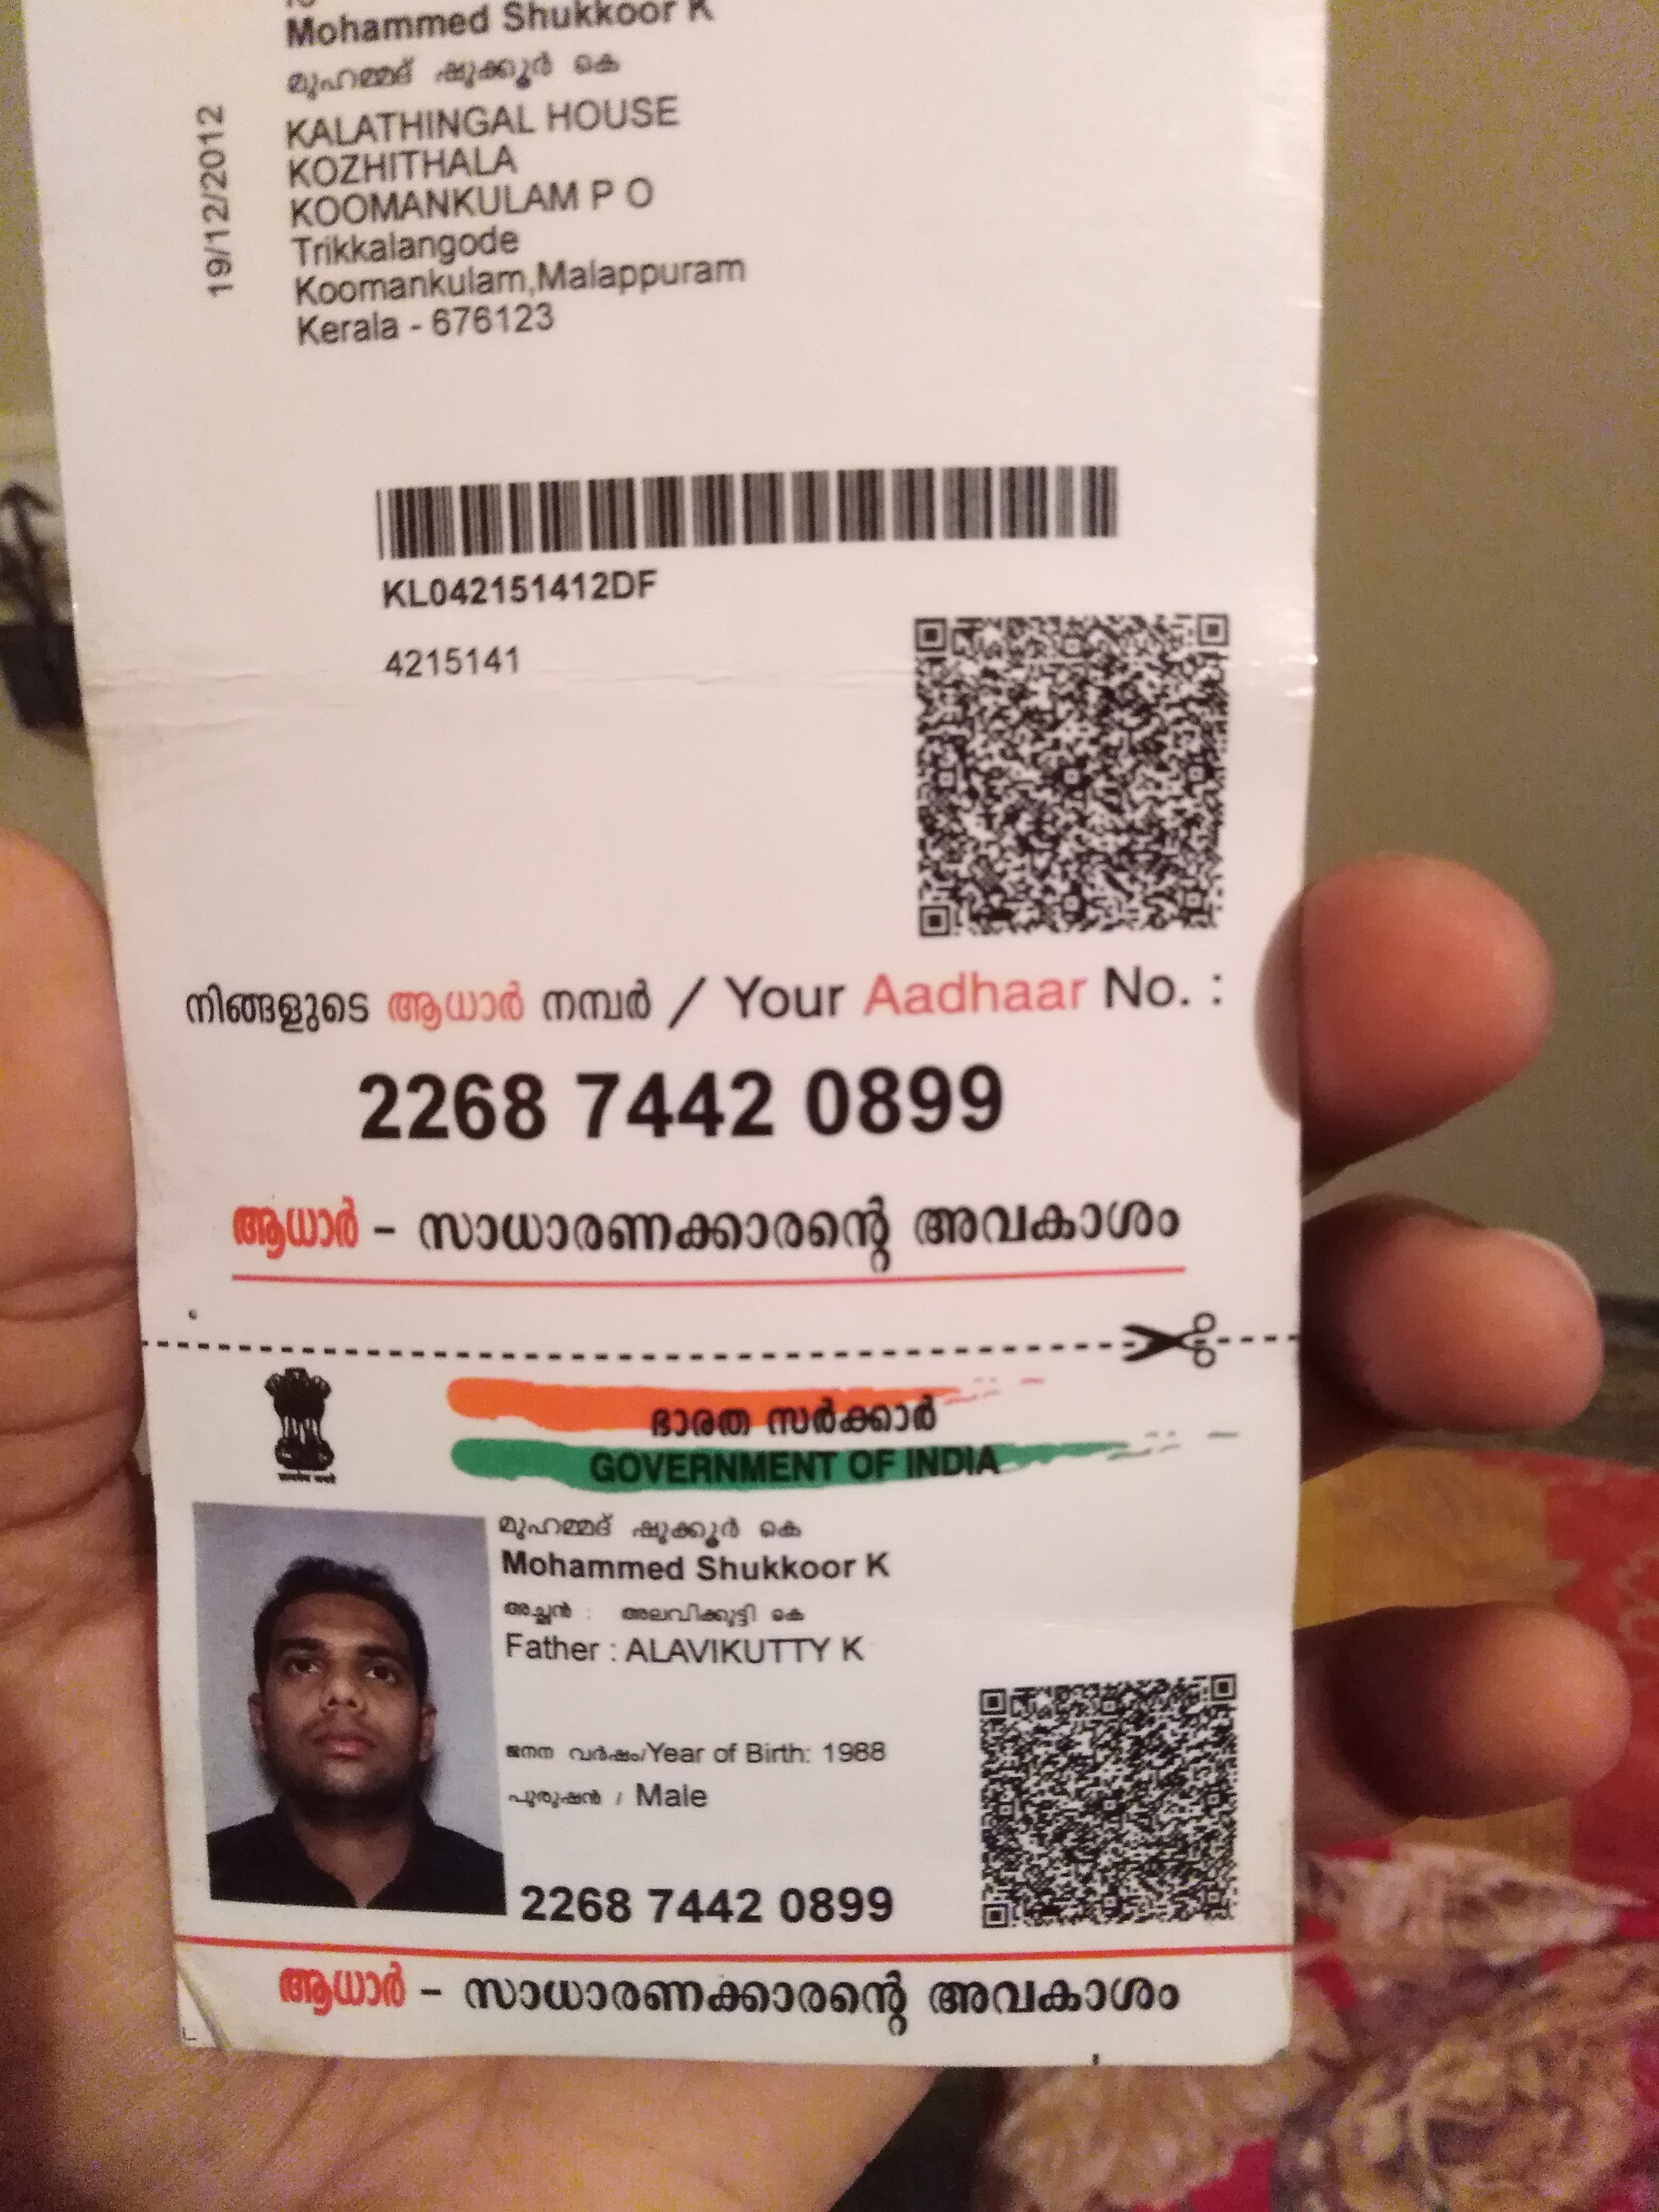 To
Mohammed Shukkoor K
മുഹമ്മദ് ഷുക്കൂർ കെ
KALATHINGAL HOUSE
KOZHITHALA
KOOMANKULAM P O
Trikkalangode
Koomankulam,Malappuram
Kerala - 676123
19/12/2012
KL042151412DF
4215141
നിങ്ങളുടെ ആധാർ നമ്പർ / Your Aadhaar No. :
2268 7442 0899
ആധാർ – സാധാരണക്കാരന്റെ അവകാശം
ഭാരത സർക്കാർ
GOVERNMENT OF INDIA
മുഹമ്മദ് ഷുക്കൂർ കെ
Mohammed Shukkoor K
അച്ഛൻ : അലവിക്കുട്ടി കെ
Father : ALAVIKUTTY K
ജനന വർഷം/Year of Birth: 1988
പുരുഷൻ / Male
2268 7442 0899
ആധാർ – സാധാരണക്കാരന്റെ അവകാശം